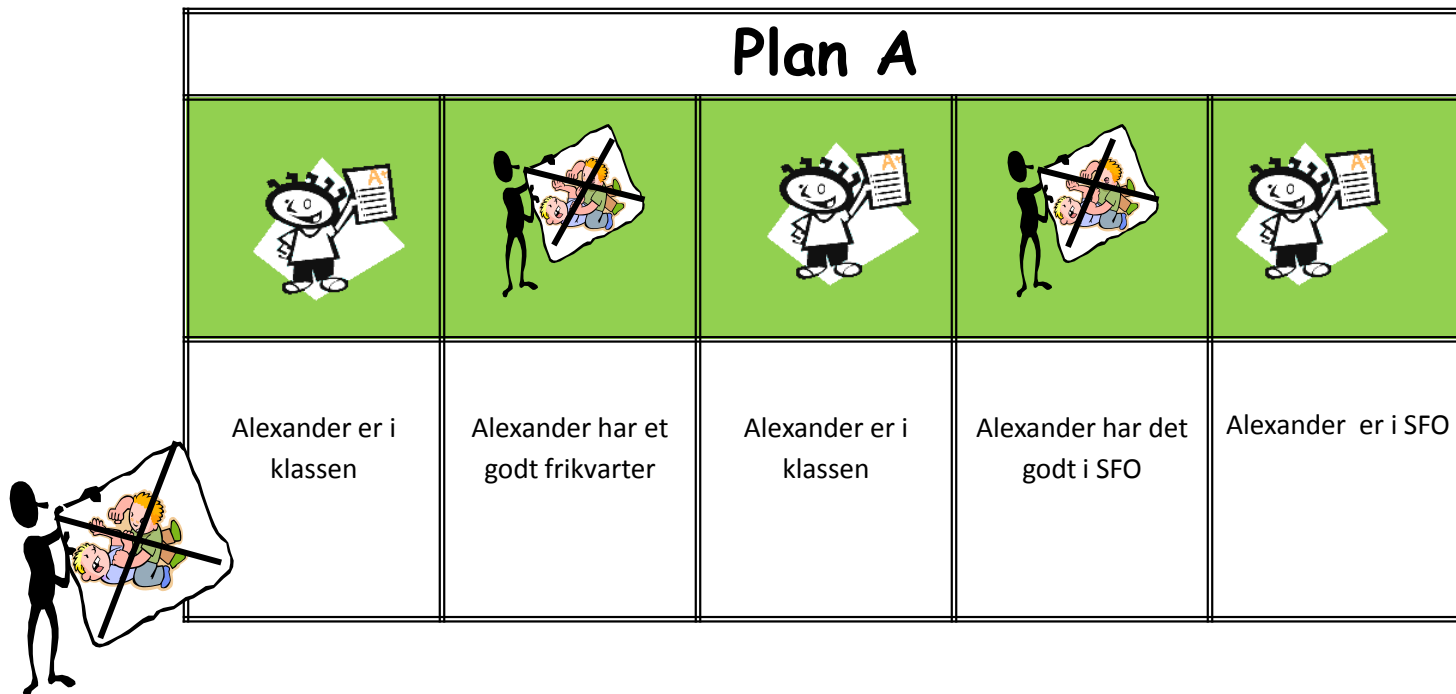 Plan A
A+
A+
A+
Alexander er i
klassen
Alexander har et
godt frikvarter
Alexander er i
klassen
Alexander har det
godt i SFO
Alexander er i SFO